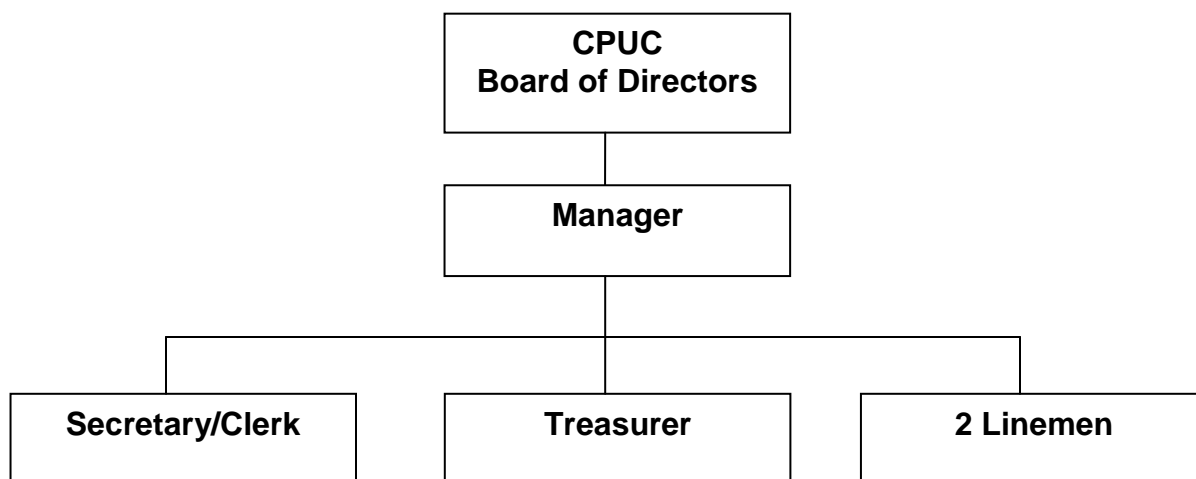 CPUC
Board of Directors
Manager
Secretary/Clerk
Treasurer
2 Linemen